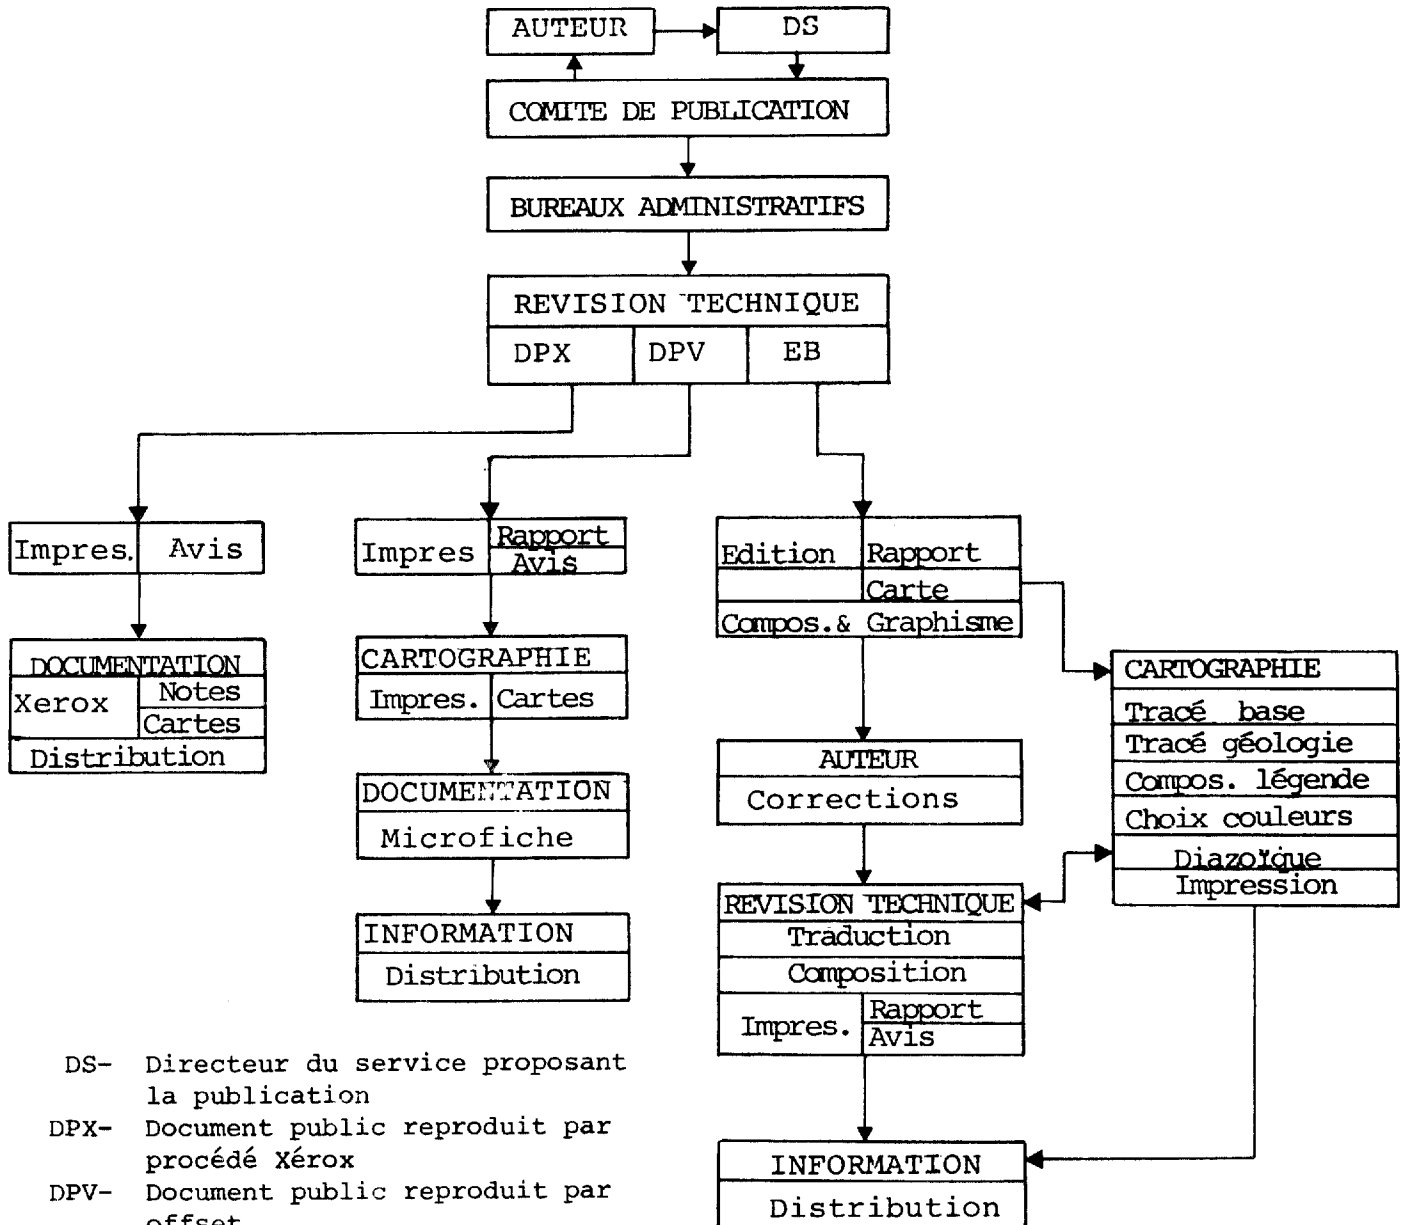 AUTEUR
DS
COMITE DE PUBLICATION
BUREAUX ADMINISTRATIFS
REVISION TECHNIQUE
DPX
DPV
EB
Impres.
Avis
DOCUMENTATION
Xerox
Notes
Cartes
Distribution
Impres
Rapport
Avis
CARTOGRAPHIE
Impres.
Cartes
DOCUMENTATION
Microfiche
INFORMATION
Distribution
Edition
Rapport
Carte
Compos.& Graphisme
AUTEUR
Corrections
REVISION TECHNIQUE
Traduction
Composition
Impres.
Rapport
Avis
INFORMATION
Distribution
CARTOGRAPHIE
Tracé base
Tracé géologie
Compos. légende
Choix couleurs
Diazoïque
Impression
DS- Directeur du service proposant
la publication
DPX- Document public reproduit par
procédé Xérox
DPV- Document public reproduit par
offset